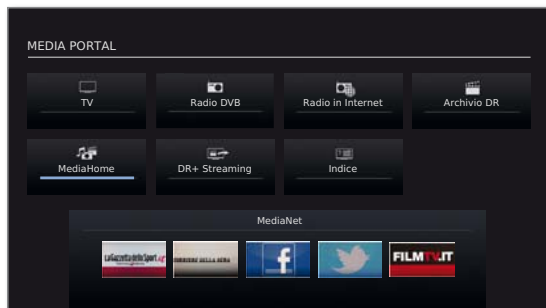 MEDIA PORTAL
TV
Radio DVB
Radio in Internet
Archivio DR
MediaHome
DR+ Streaming
Indice
MediaNet
LaGazzettadelloSport.it
CORRIERE DELLA SERA
f
FILMTV.IT